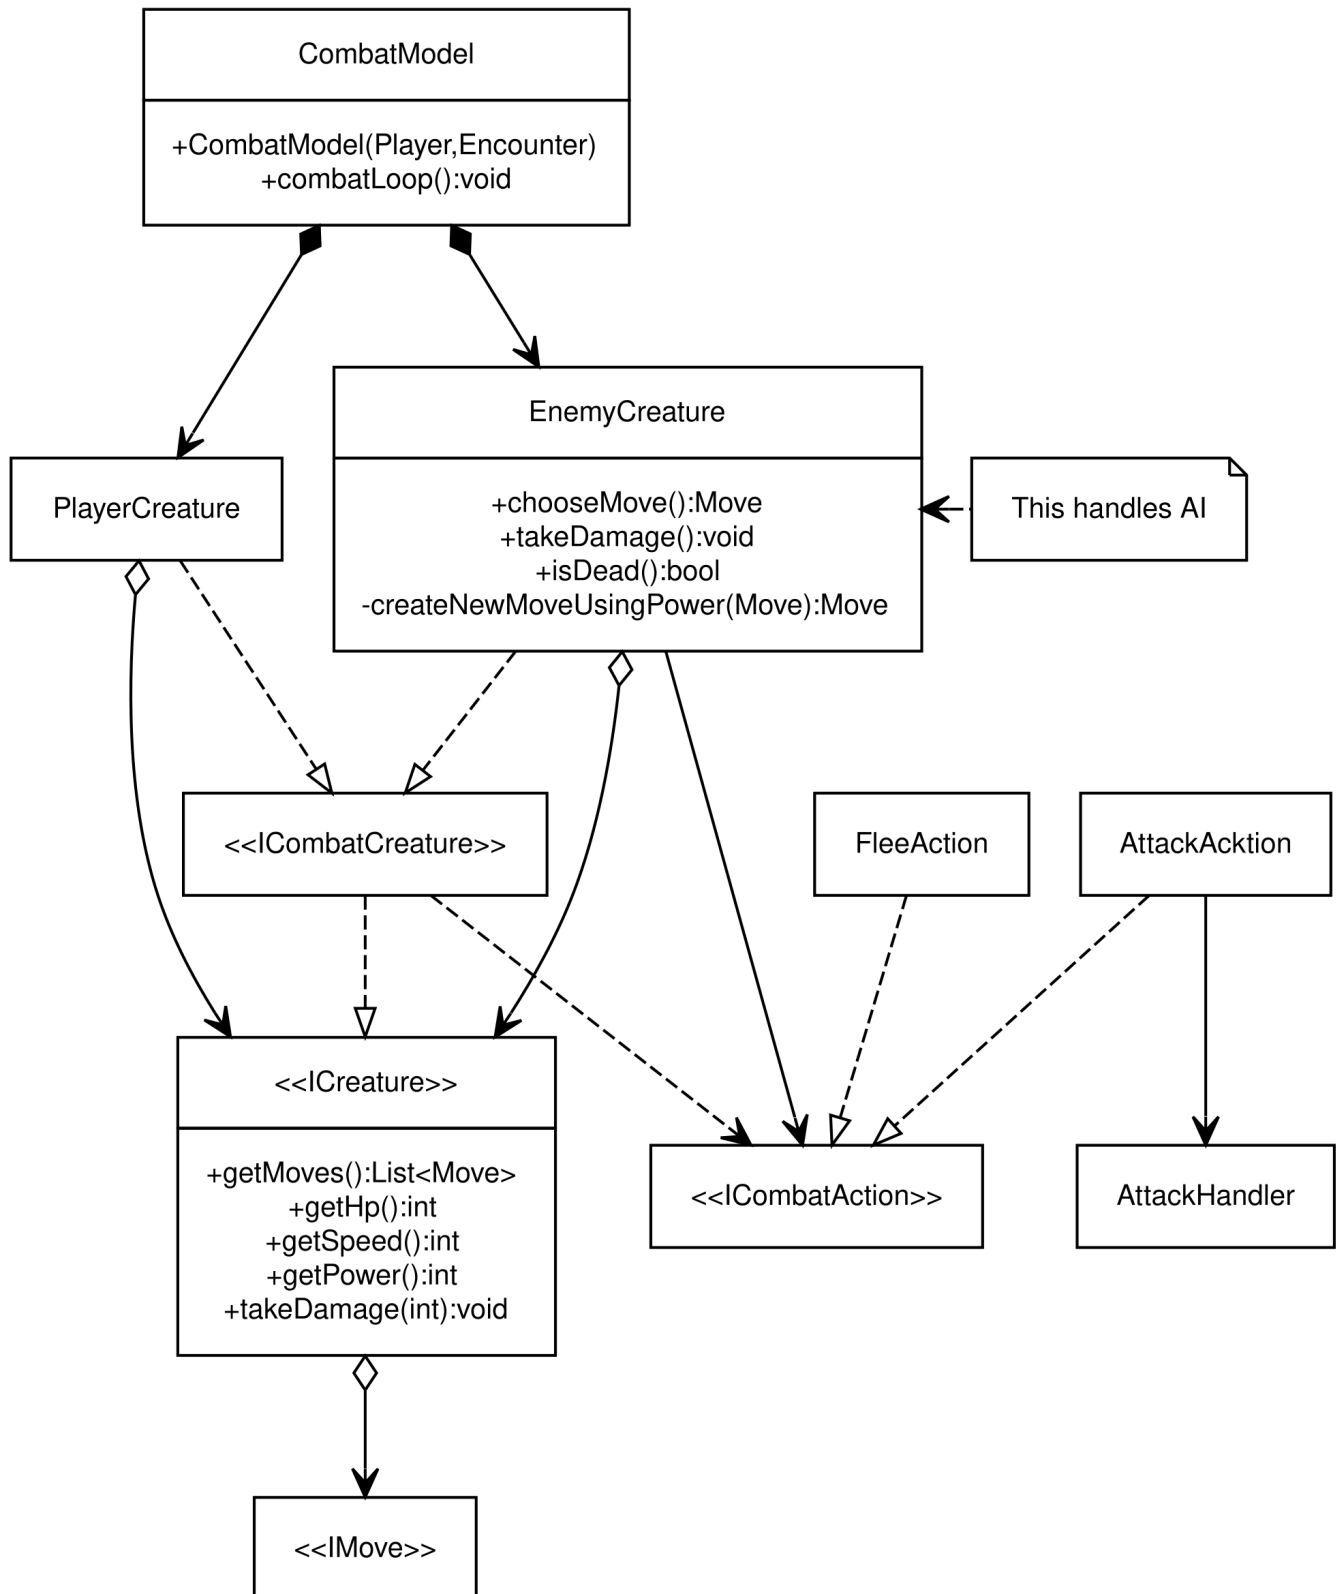 CombatModel
+CombatModel(Player,Encounter)
+combatLoop():void
EnemyCreature
+chooseMove():Move
+takeDamage():void
+isDead():bool
-createNewMoveUsingPower(Move):Move
PlayerCreature
This handles AI
<<ICombatCreature>>
FleeAction
AttackAcktion
<<ICreature>>
+getMoves():List<Move>
+getHp():int
+getSpeed():int
+getPower():int
+takeDamage(int):void
<<ICombatAction>>
AttackHandler
<<IMove>>